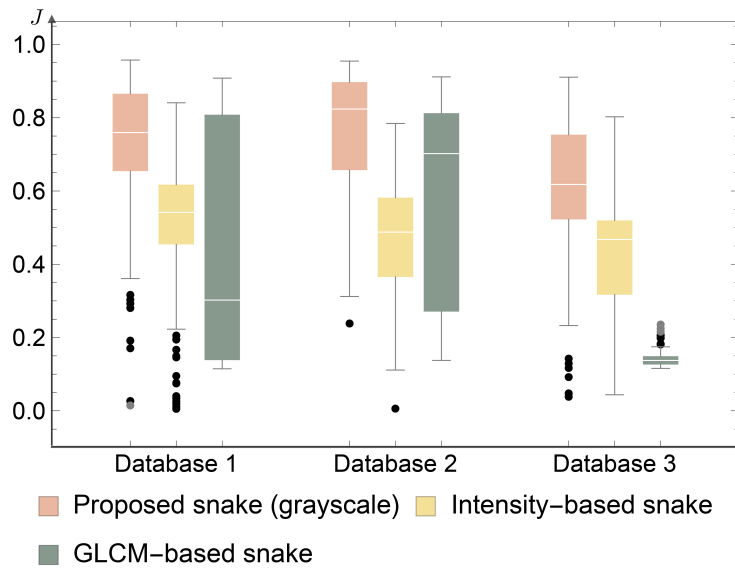 J
1.0
0.8
0.6
0.4
0.2
0.0
Database 1 Database 2 Database 3
Proposed snake (grayscale) Intensity−based snake
GLCM−based snake